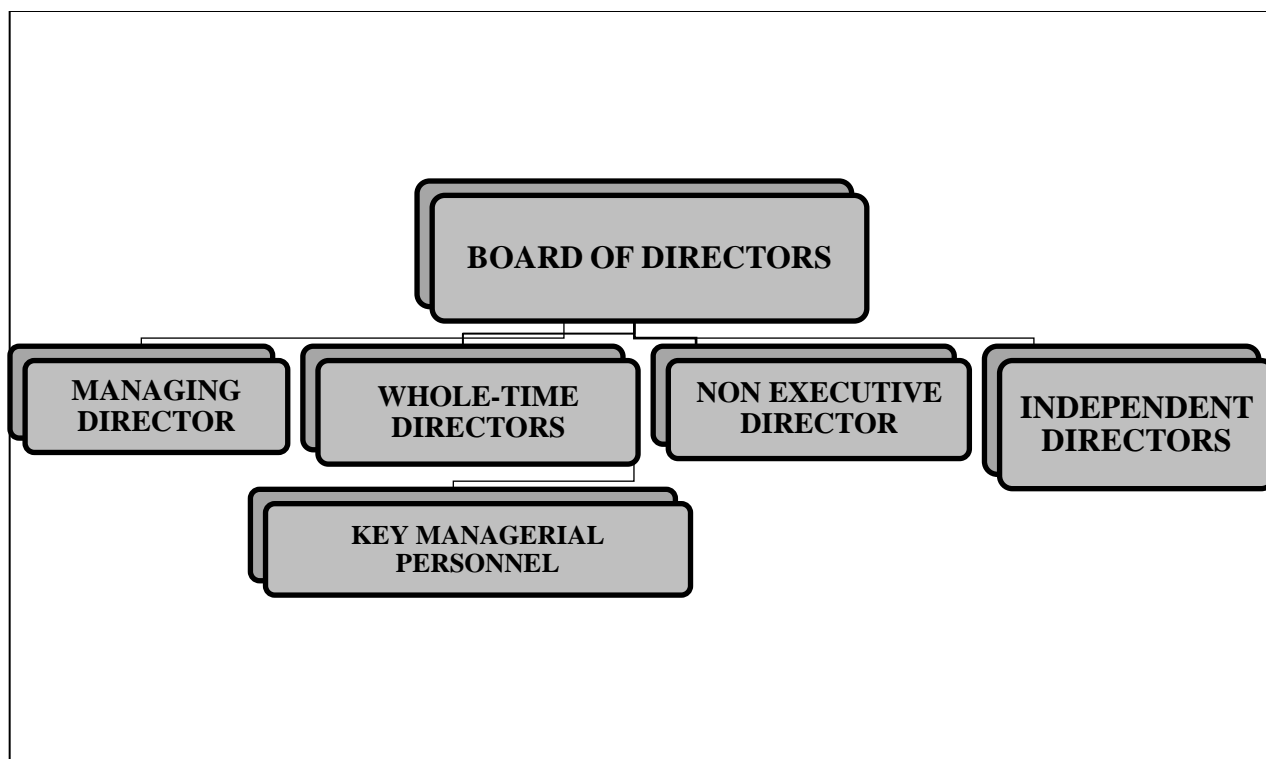 BOARD OF DIRECTORS
MANAGING
DIRECTOR
WHOLE-TIME
DIRECTORS
NON EXECUTIVE
DIRECTOR
INDEPENDENT
DIRECTORS
KEY MANAGERIAL
PERSONNEL